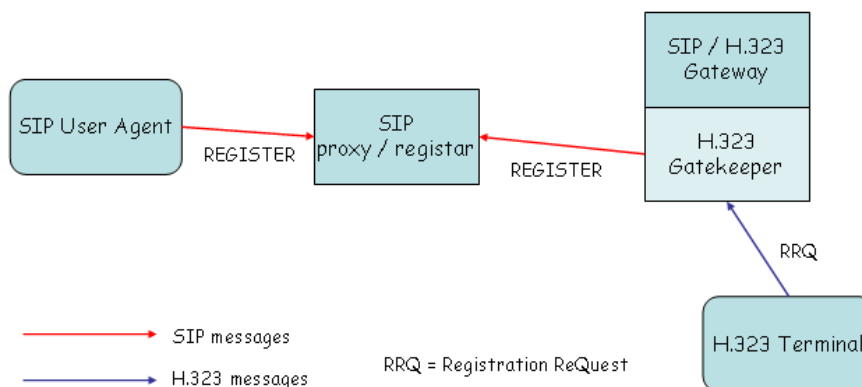 SIP / H.323
Gateway
SIP User Agent
SIP
proxy / registar
H.323
Gatekeeper
REGISTER
REGISTER
RRQ
H.323 Terminal
SIP messages
RRQ = Registration ReQuest
H.323 messages